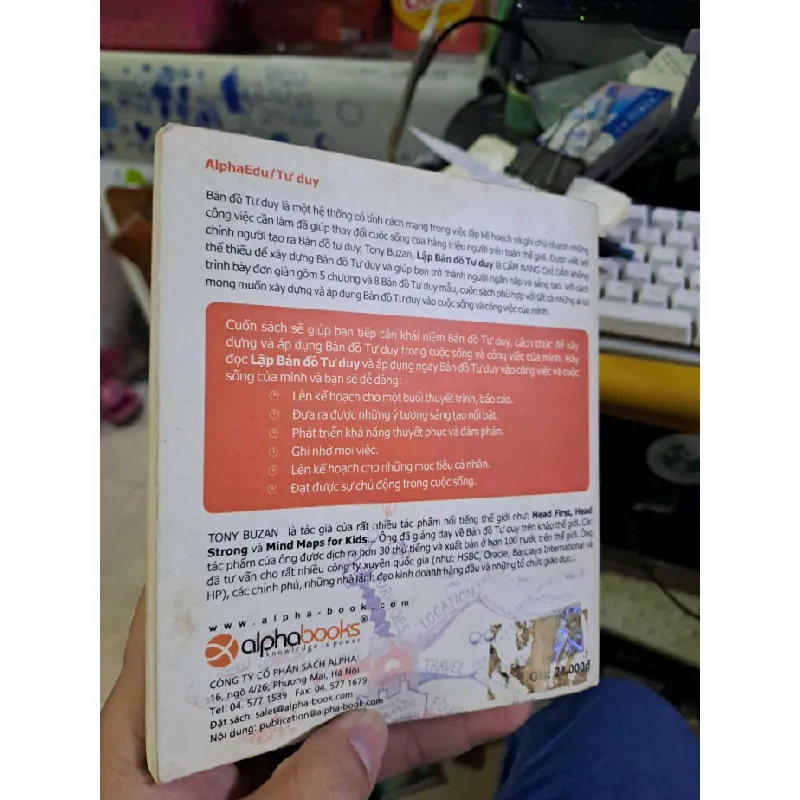 AlphaEdu/Tư duy
Bản đồ Tư duy là một hệ thống có tính cách mạng trong việc lập kế hoạch và ghi chú nhanh những
công việc cần làm đã giúp thay đổi cuộc sống của hàng triệu người trên toàn thế giới. Được viết bởi
chính người tạo ra Bản đồ tư duy, Tony Buzan, Lập Bản đồ Tư duy là CẨM NANG CHỈ DẪN không
thể thiếu để xây dựng Bản đồ Tư duy và giúp bạn trở thành người ngăn nắp và sáng tạo. Với cách
trình bày đơn giản gồm 5 chương và 8 Bản đồ Tư duy mẫu, cuốn sách phù hợp với tất cả những ai có
mong muốn xây dựng và áp dụng Bản đồ Tư duy vào cuộc sống và công việc của mình.
Cuốn sách sẽ giúp bạn tiếp cận khái niệm Bản đồ Tư duy, cách thức để xây
dựng và áp dụng Bản đồ Tư duy trong cuộc sống và công việc của mình. Hãy
đọc Lập Bản đồ Tư duy và áp dụng ngay Bản đồ Tư duy vào công việc và cuộc
sống của mình và bạn sẽ dễ dàng:
Lên kế hoạch cho một buổi thuyết trình, báo cáo.
Đưa ra được những ý tưởng sáng tạo nổi bật.
Phát triển khả năng thuyết phục và đàm phán.
Ghi nhớ mọi việc.
Lên kế hoạch cho những mục tiêu cá nhân.
Đạt được sự chủ động trong cuộc sống.
TONY BUZAN là tác giả của rất nhiều tác phẩm nổi tiếng thế giới như: Head First, Head
Strong và Mind Maps for Kids... Ông đã giảng dạy về Bản đồ Tư duy trên khắp thế giới. Các
tác phẩm của ông được dịch ra hơn 30 thứ tiếng và xuất bản ở hơn 100 nước trên thế giới. Ông
đã tư vấn cho rất nhiều công ty xuyên quốc gia (như: HSBC, Oracle, Barclays International và
HP), các chính phủ, những nhà lãnh đạo kinh doanh hàng đầu và những tổ chức giáo dục...
www.alpha-book.com
alphabooks®
knowledge is power
CÔNG TY CỔ PHẦN SÁCH ALPHA
16, ngõ 4/26, Phương Mai, Hà Nội
Tel: 04. 577 1539 Fax: 04. 577 1679
Đặt sách: sales@alpha-book.com
Nội dung: publication@alpha-book.com
LOCATION
TRAVEL
24.000đ